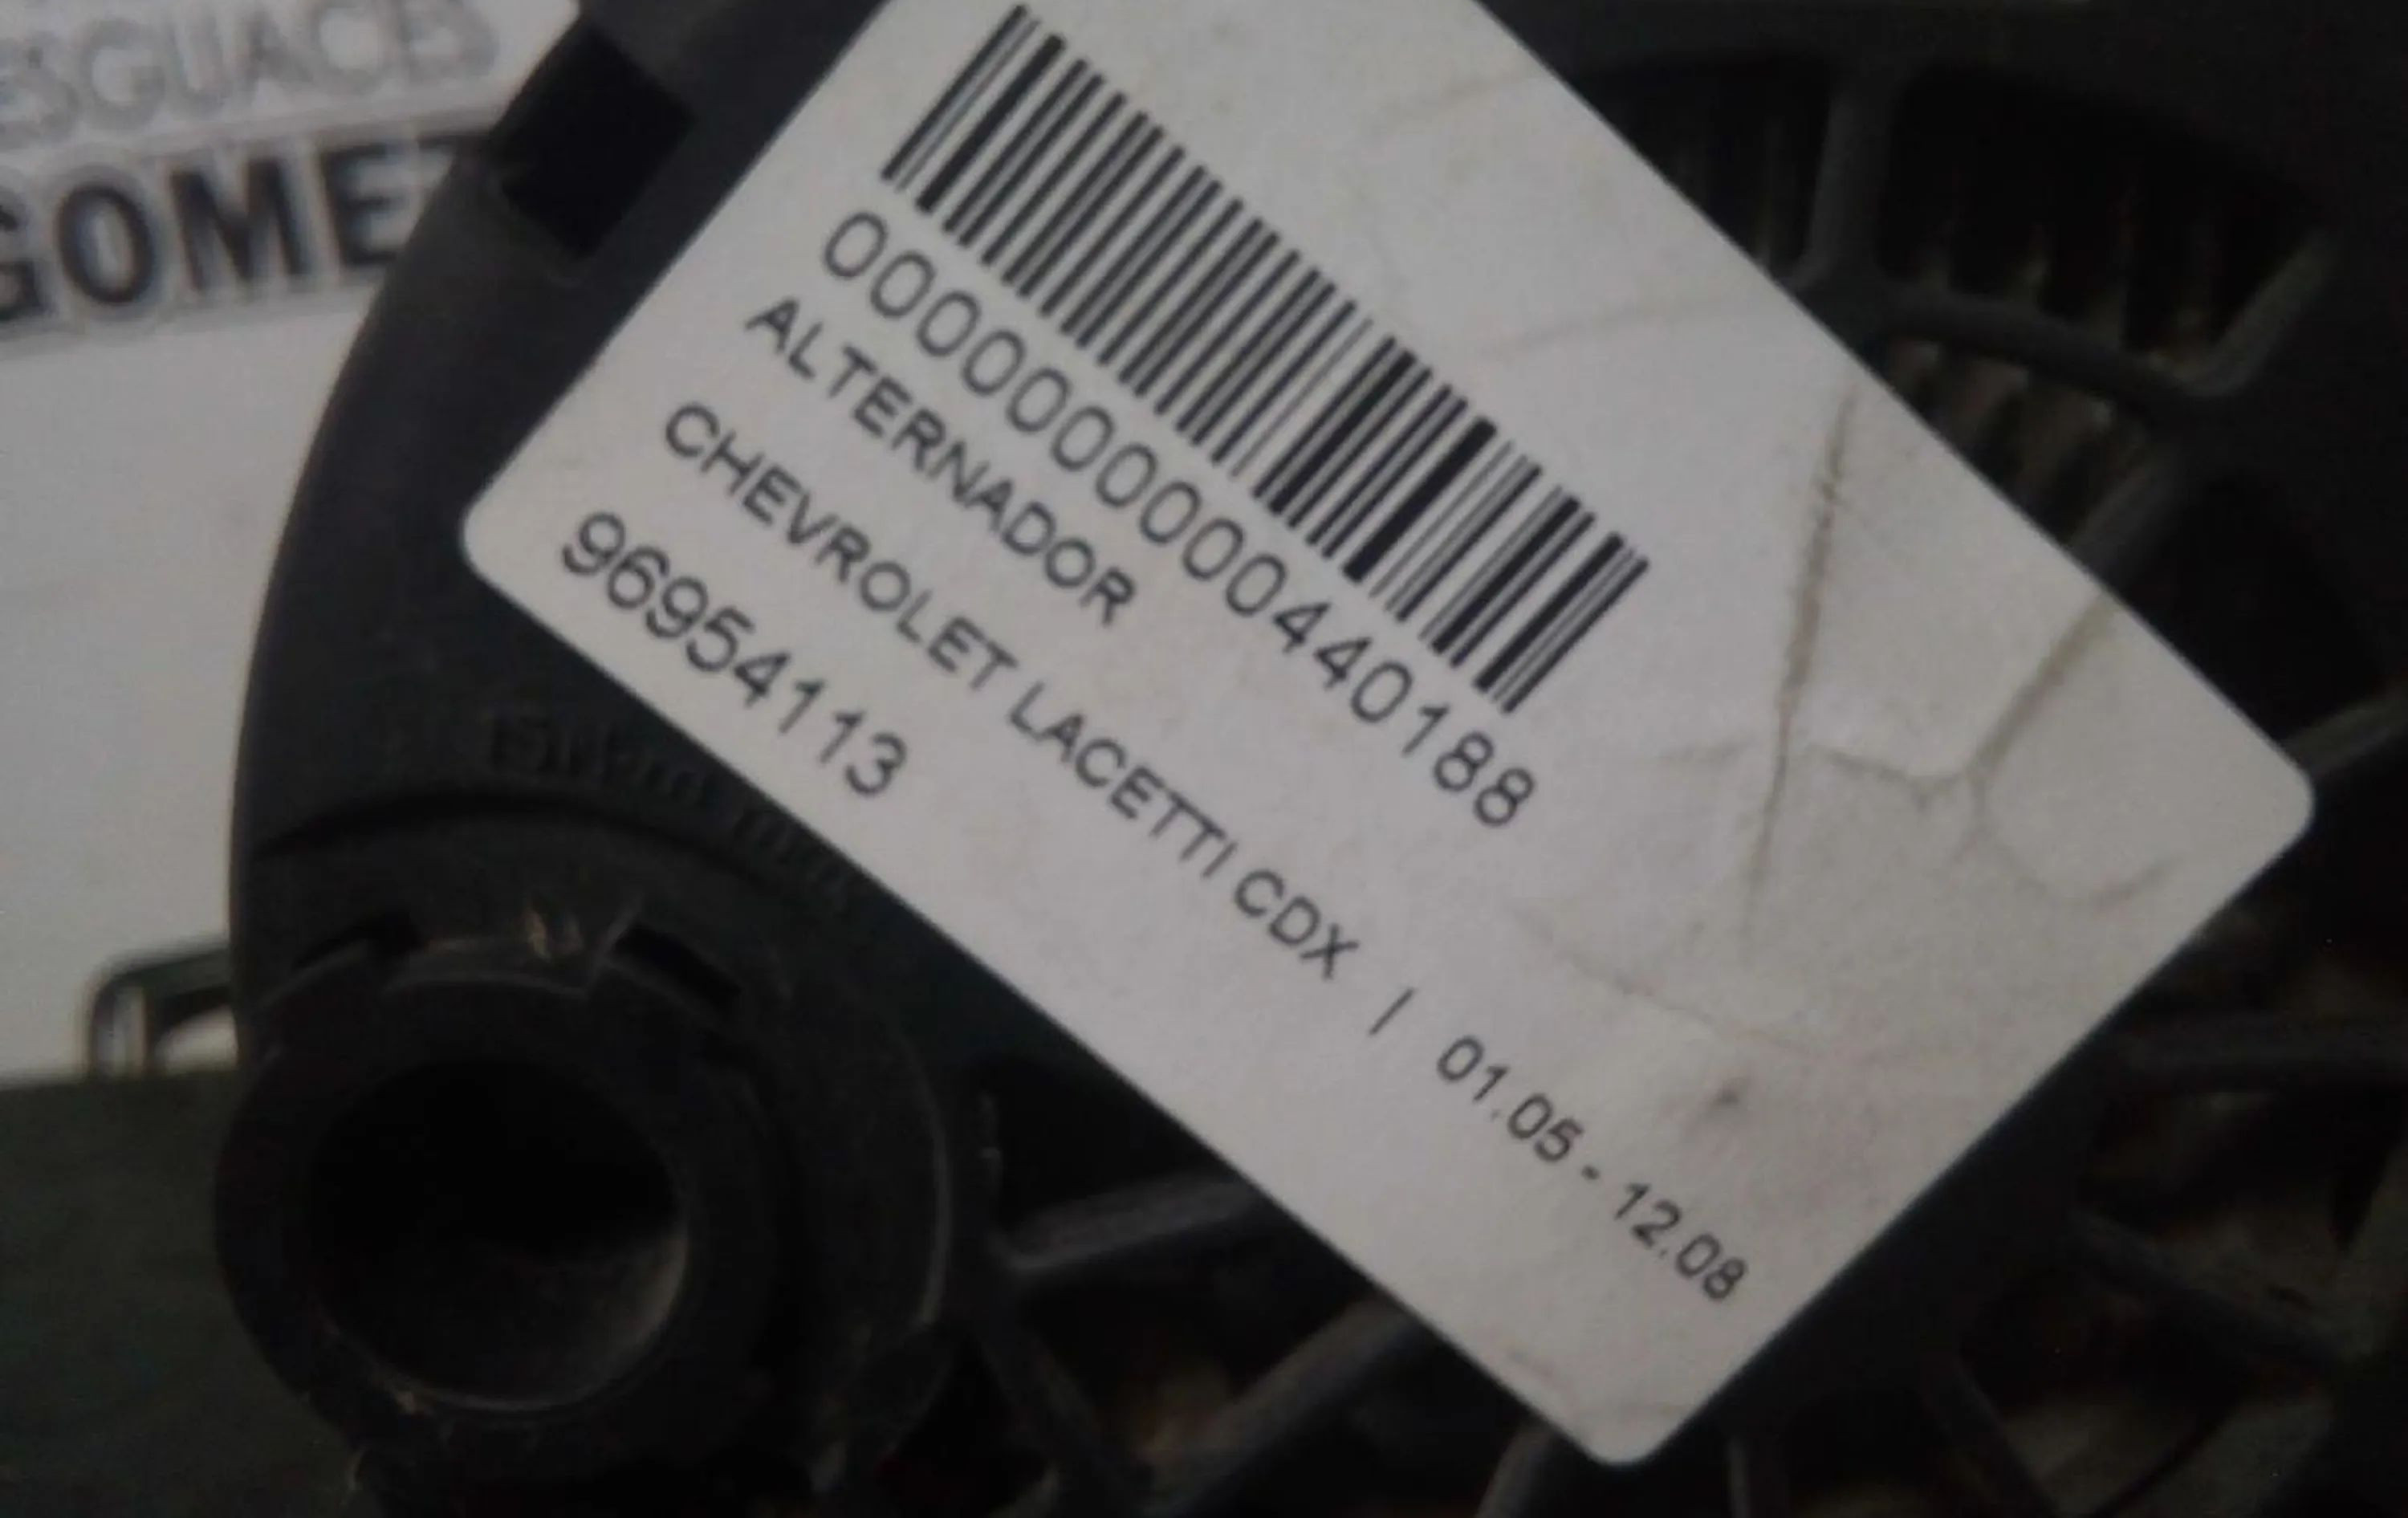 ESGUACES
GOME
0000000000440188
ALTERNADOR
CHEVROLET LACETTI CDX / 01.05 - 12.08
96954113